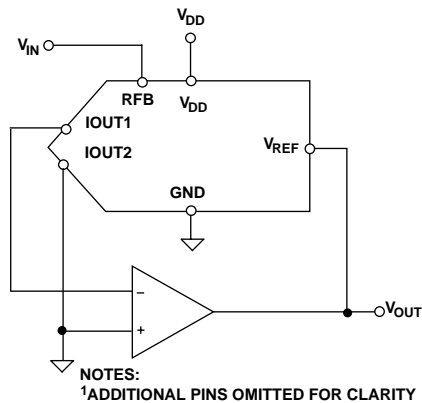 VDD
VIN
RFB
VDD
IOUT1
IOUT2
VREF
GND
–
+
VOUT
NOTES:
1ADDITIONAL PINS OMITTED FOR CLARITY